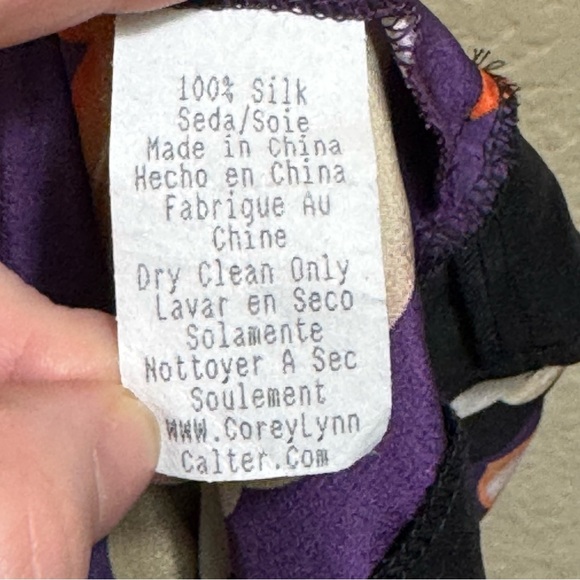 100% Silk
Seda/Soie
Made in China
Hecho en China
Fabrigue Au
Chine
Dry Clean Only
Lavar en Seco
Solamente
Nottoyer A Sec
Soulement
WWW.CoreyLynn
Calter.Com